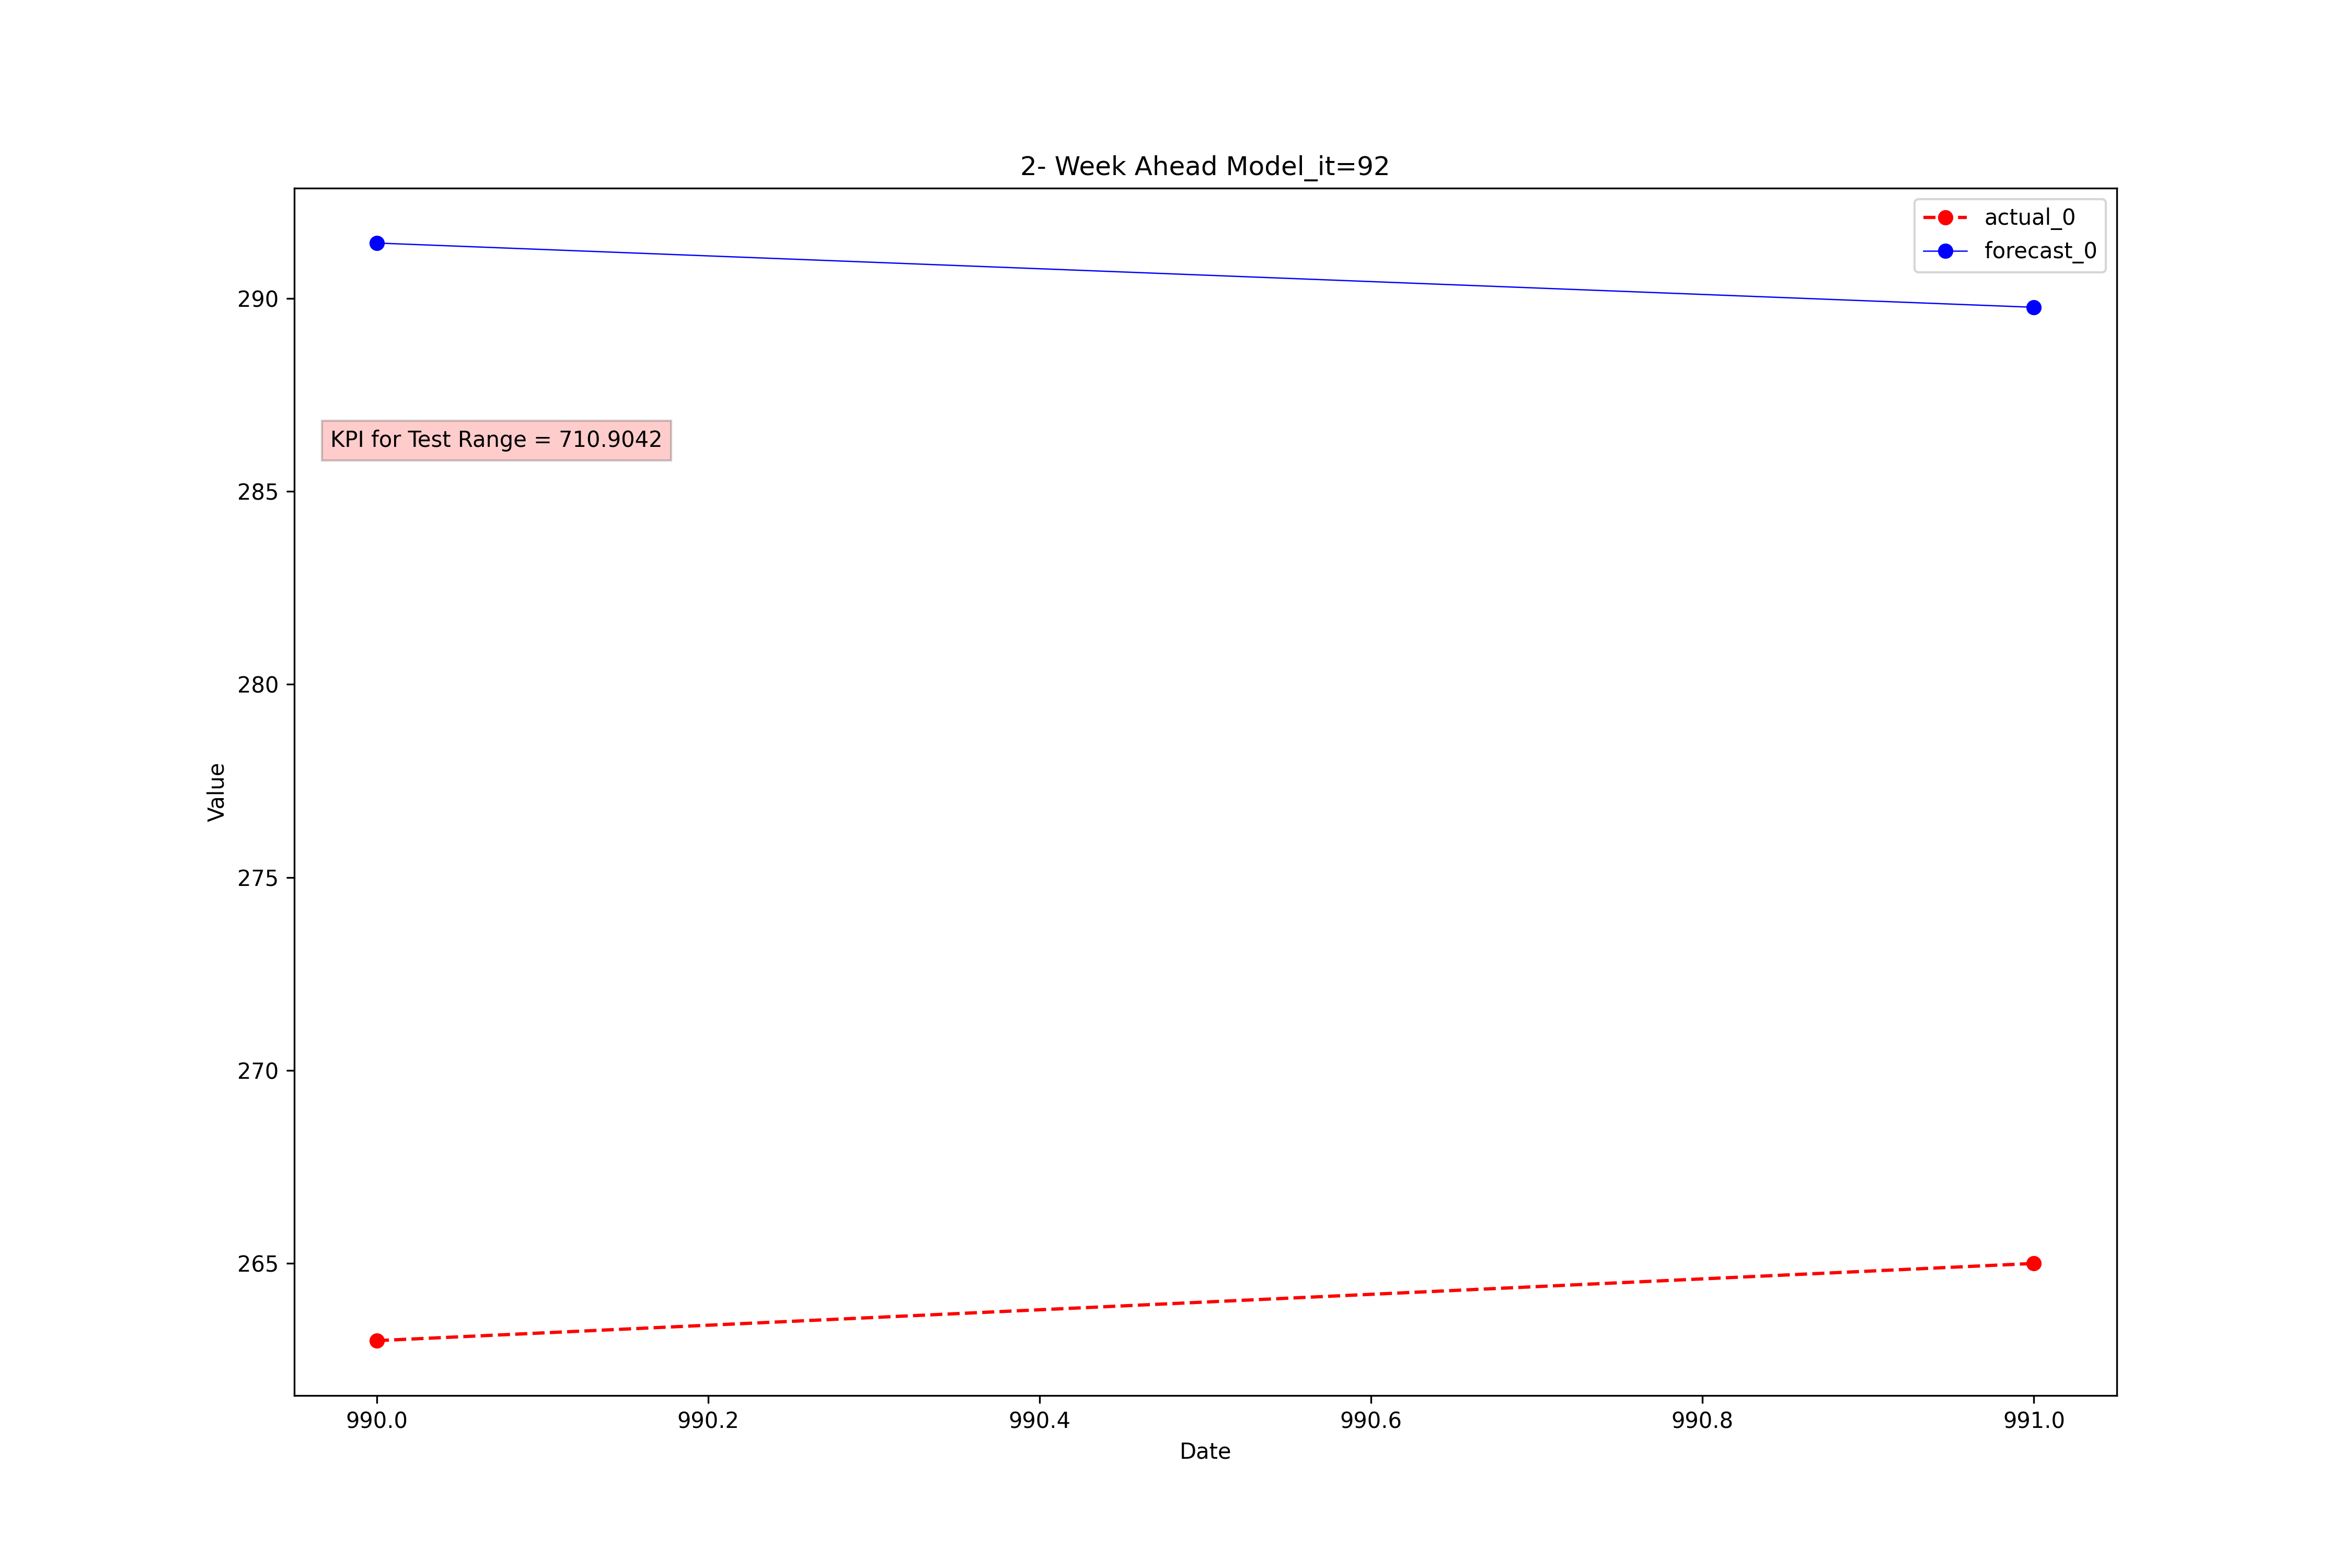 2- Week Ahead Model_it=92
actual_0
forecast_0
KPI for Test Range = 710.9042
290
285
280
275
270
265
Value
990.0 990.2 990.4 990.6 990.8 991.0
Date